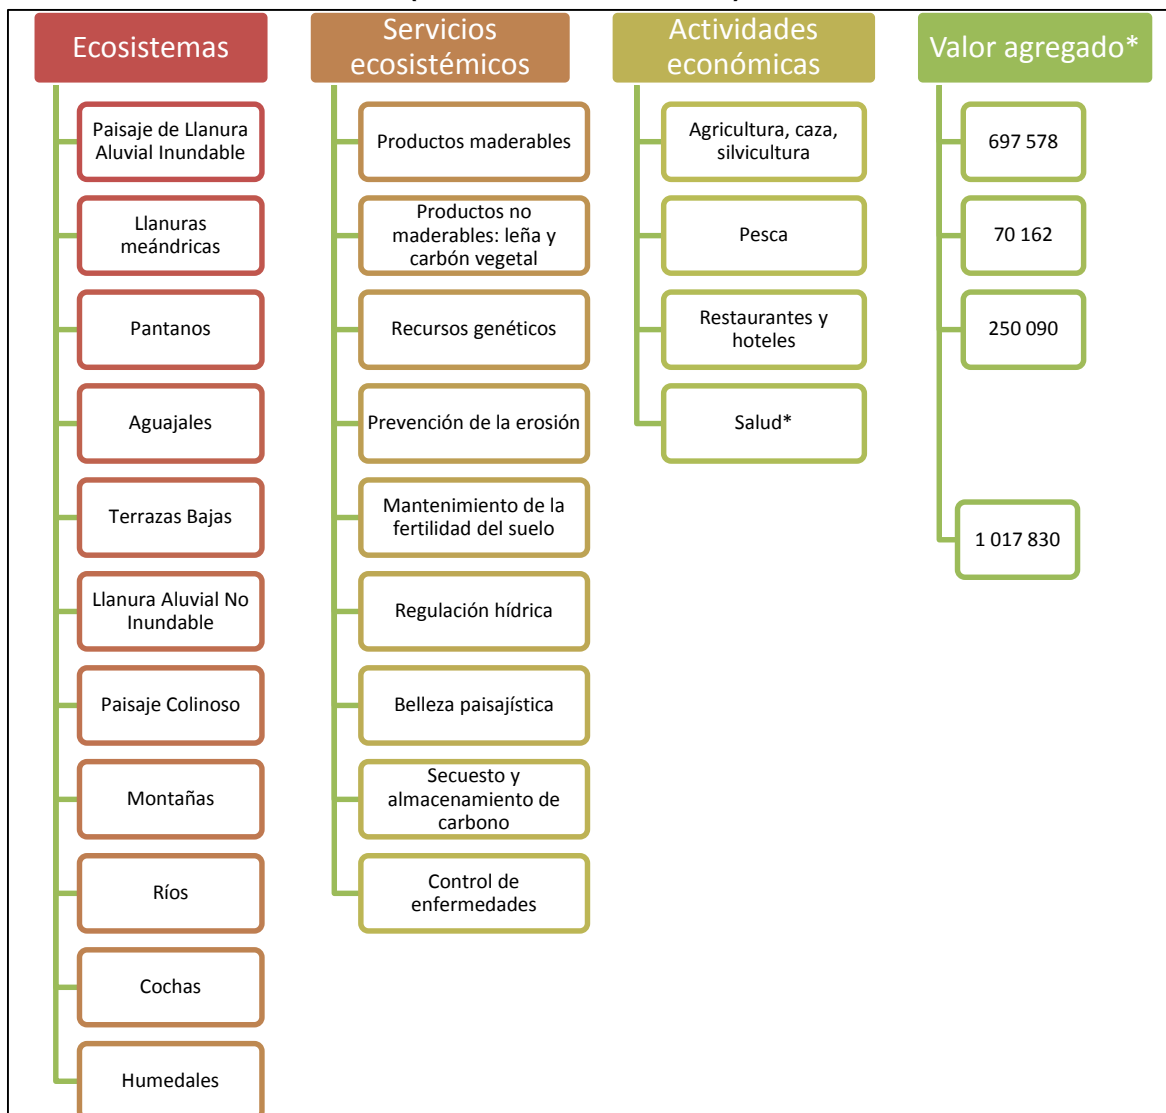 Ecosistemas
Paisaje de Llanura
Aluvial Inundable
Llanuras
meándricas
Pantanos
Aguajales
Terrazas Bajas
Llanura Aluvial No
Inundable
Paisaje Colinoso
Montañas
Ríos
Cochas
Humedales
Servicios
ecosistémicos
Productos maderables
Productos no
maderables: leña y
carbón vegetal
Recursos genéticos
Prevención de la erosión
Mantenimiento de la
fertilidad del suelo
Regulación hídrica
Belleza paisajística
Secuesto y
almacenamiento de
carbono
Control de
enfermedades
Actividades
económicas
Agricultura, caza,
silvicultura
Pesca
Restaurantes y
hoteles
Salud*
Valor agregado*
697 578
70 162
250 090
1 017 830